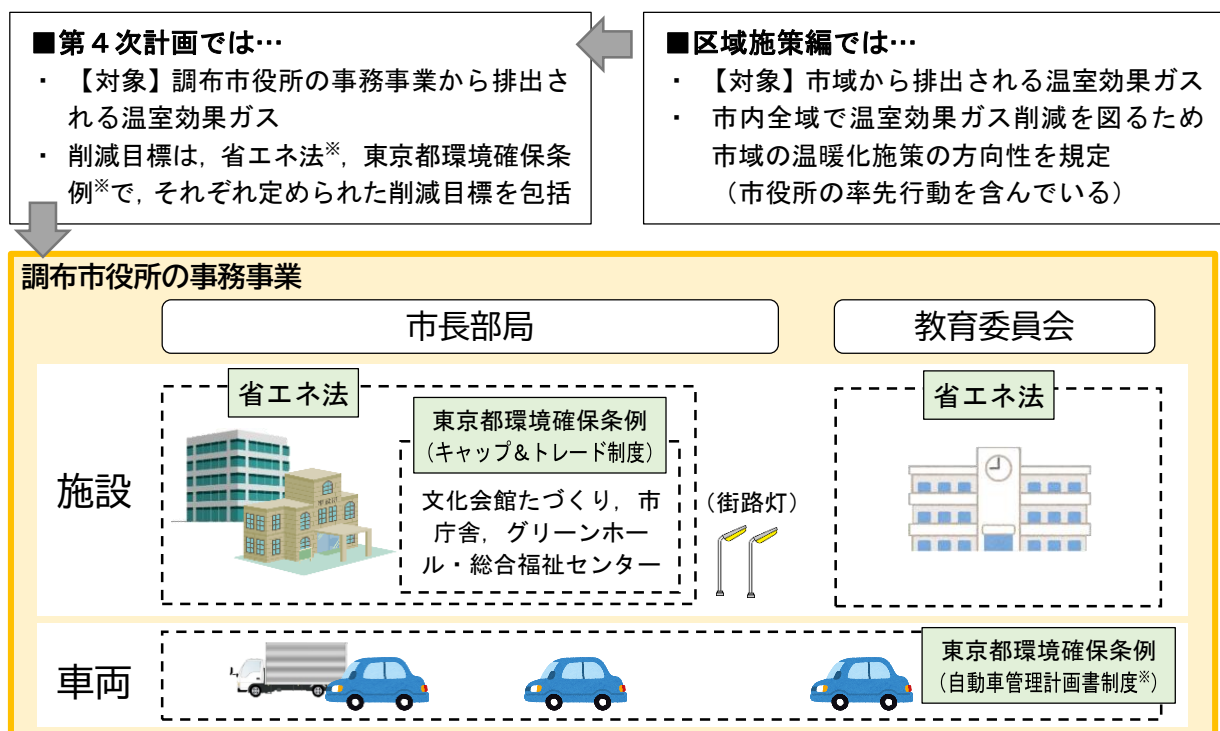 ■第４次計画では…
・ 【対象】調布市役所の事務事業から排出さ
れる温室効果ガス
・ 削減目標は，省エネ法※，東京都環境確保条
例※で，それぞれ定められた削減目標を包括
■区域施策編では…
・ 【対象】市域から排出される温室効果ガス
・ 市内全域で温室効果ガス削減を図るため
市域の温暖化施策の方向性を規定
（市役所の率先行動を含んでいる）
調布市役所の事務事業
市長部局
教育委員会
施設
省エネ法
東京都環境確保条例
（キャップ＆トレード制度）
文化会館たづくり，市
庁舎，グリーンホー
ル・総合福祉センター
（街路灯）
省エネ法
車両
東京都環境確保条例
（自動車管理計画書制度※）